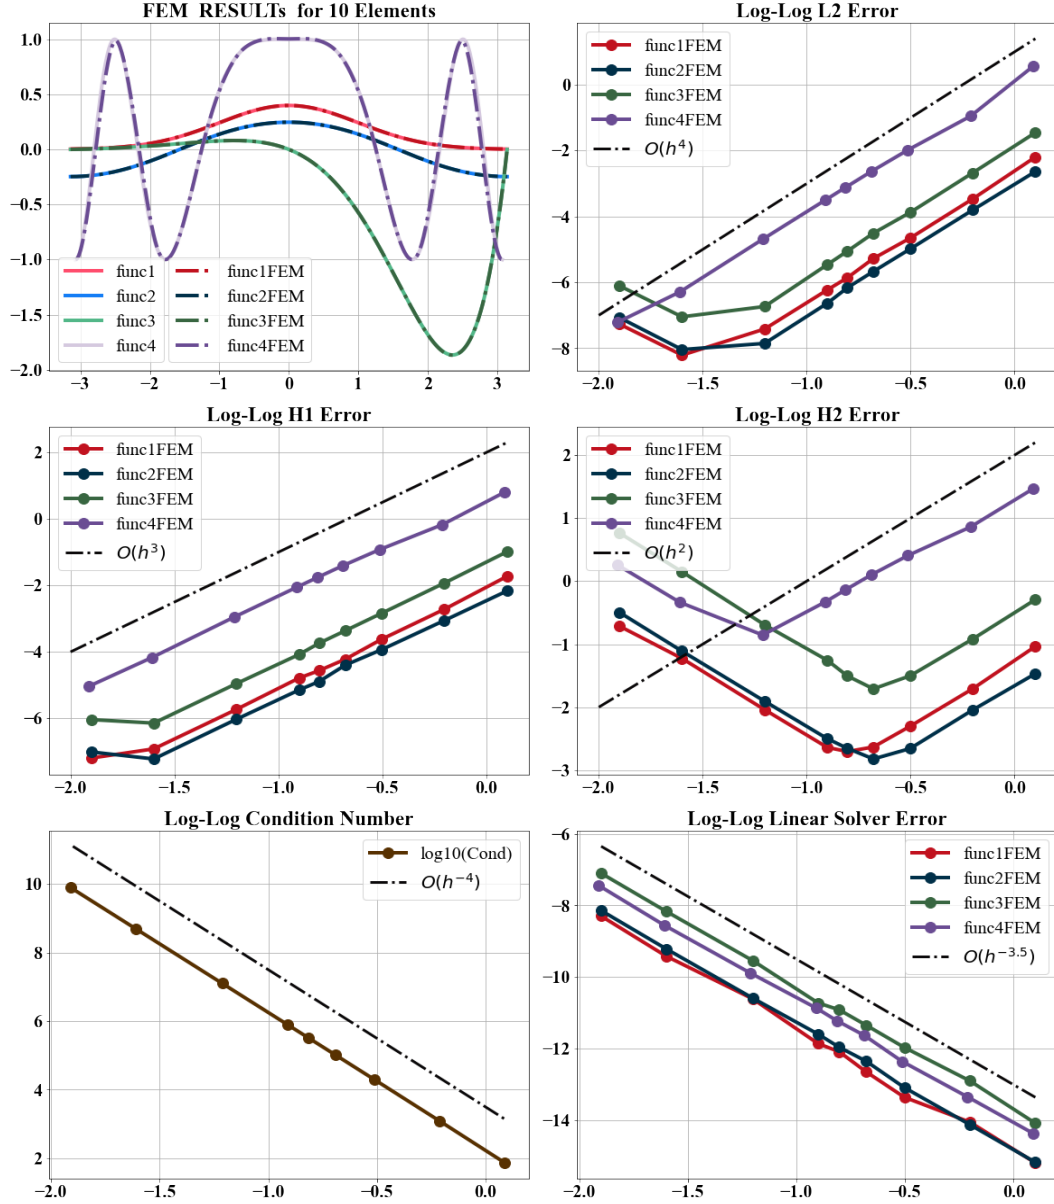 FEM  RESULTs  for 10 Elements
1.0
0.5
0.0
−0.5
−1.0
−1.5
−2.0
−3
−2
−1
0
1
2
3
func1
func2
func3
func4
func1FEM
func2FEM
func3FEM
func4FEM
Log-Log L2 Error
0
−2
−4
−6
−8
−2.0
−1.5
−1.0
−0.5
0.0
func1FEM
func2FEM
func3FEM
func4FEM
O(h⁴)
Log-Log H1 Error
2
0
−2
−4
−6
−2.0
−1.5
−1.0
−0.5
0.0
func1FEM
func2FEM
func3FEM
func4FEM
O(h³)
Log-Log H2 Error
2
1
0
−1
−2
−3
−2.0
−1.5
−1.0
−0.5
0.0
func1FEM
func2FEM
func3FEM
func4FEM
O(h²)
Log-Log Condition Number
10
8
6
4
2
−2.0
−1.5
−1.0
−0.5
0.0
log10(Cond)
O(h⁻⁴)
Log-Log Linear Solver Error
−6
−8
−10
−12
−14
−2.0
−1.5
−1.0
−0.5
0.0
func1FEM
func2FEM
func3FEM
func4FEM
O(h⁻³·⁵)